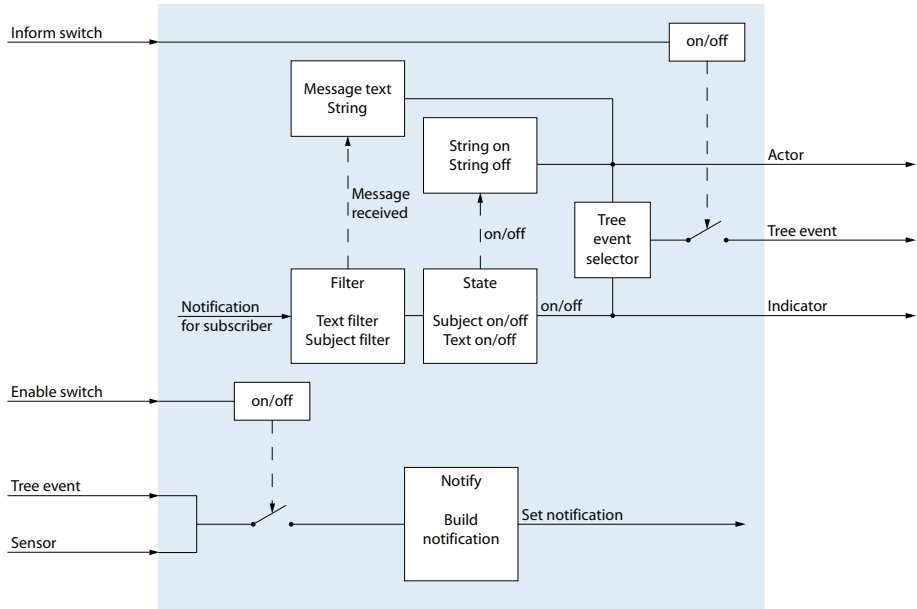 Inform switch
on/off
Message text
String
String on
String off
Actor
Message
received
Tree
event
selector
Tree event
on/off
Notification
for subscriber
Filter
Text filter
Subject filter
State
Subject on/off
Text on/off
on/off
Indicator
Enable switch
on/off
Tree event
Sensor
Notify
Build
notification
Set notification